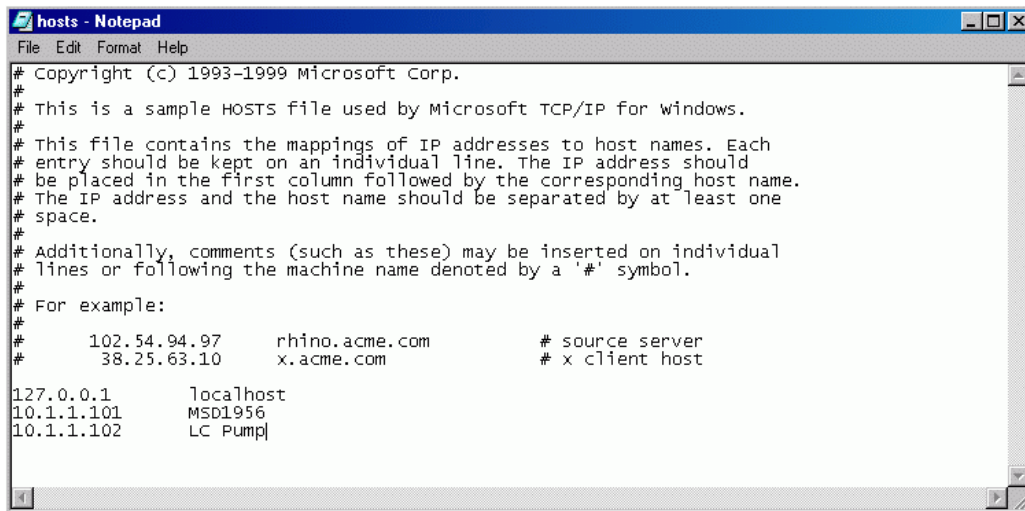 hosts - Notepad
File Edit Format Help
# Copyright (c) 1993-1999 Microsoft Corp.
#
# This is a sample HOSTS file used by Microsoft TCP/IP for Windows.
#
# This file contains the mappings of IP addresses to host names. Each
# entry should be kept on an individual line. The IP address should
# be placed in the first column followed by the corresponding host name.
# The IP address and the host name should be separated by at least one
# space.
#
# Additionally, comments (such as these) may be inserted on individual
# lines or following the machine name denoted by a '#' symbol.
#
# For example:
#
#      102.54.94.97     rhino.acme.com          # source server
#       38.25.63.10     x.acme.com              # x client host
127.0.0.1       localhost
10.1.1.101      MSD1956
10.1.1.102      LC Pump